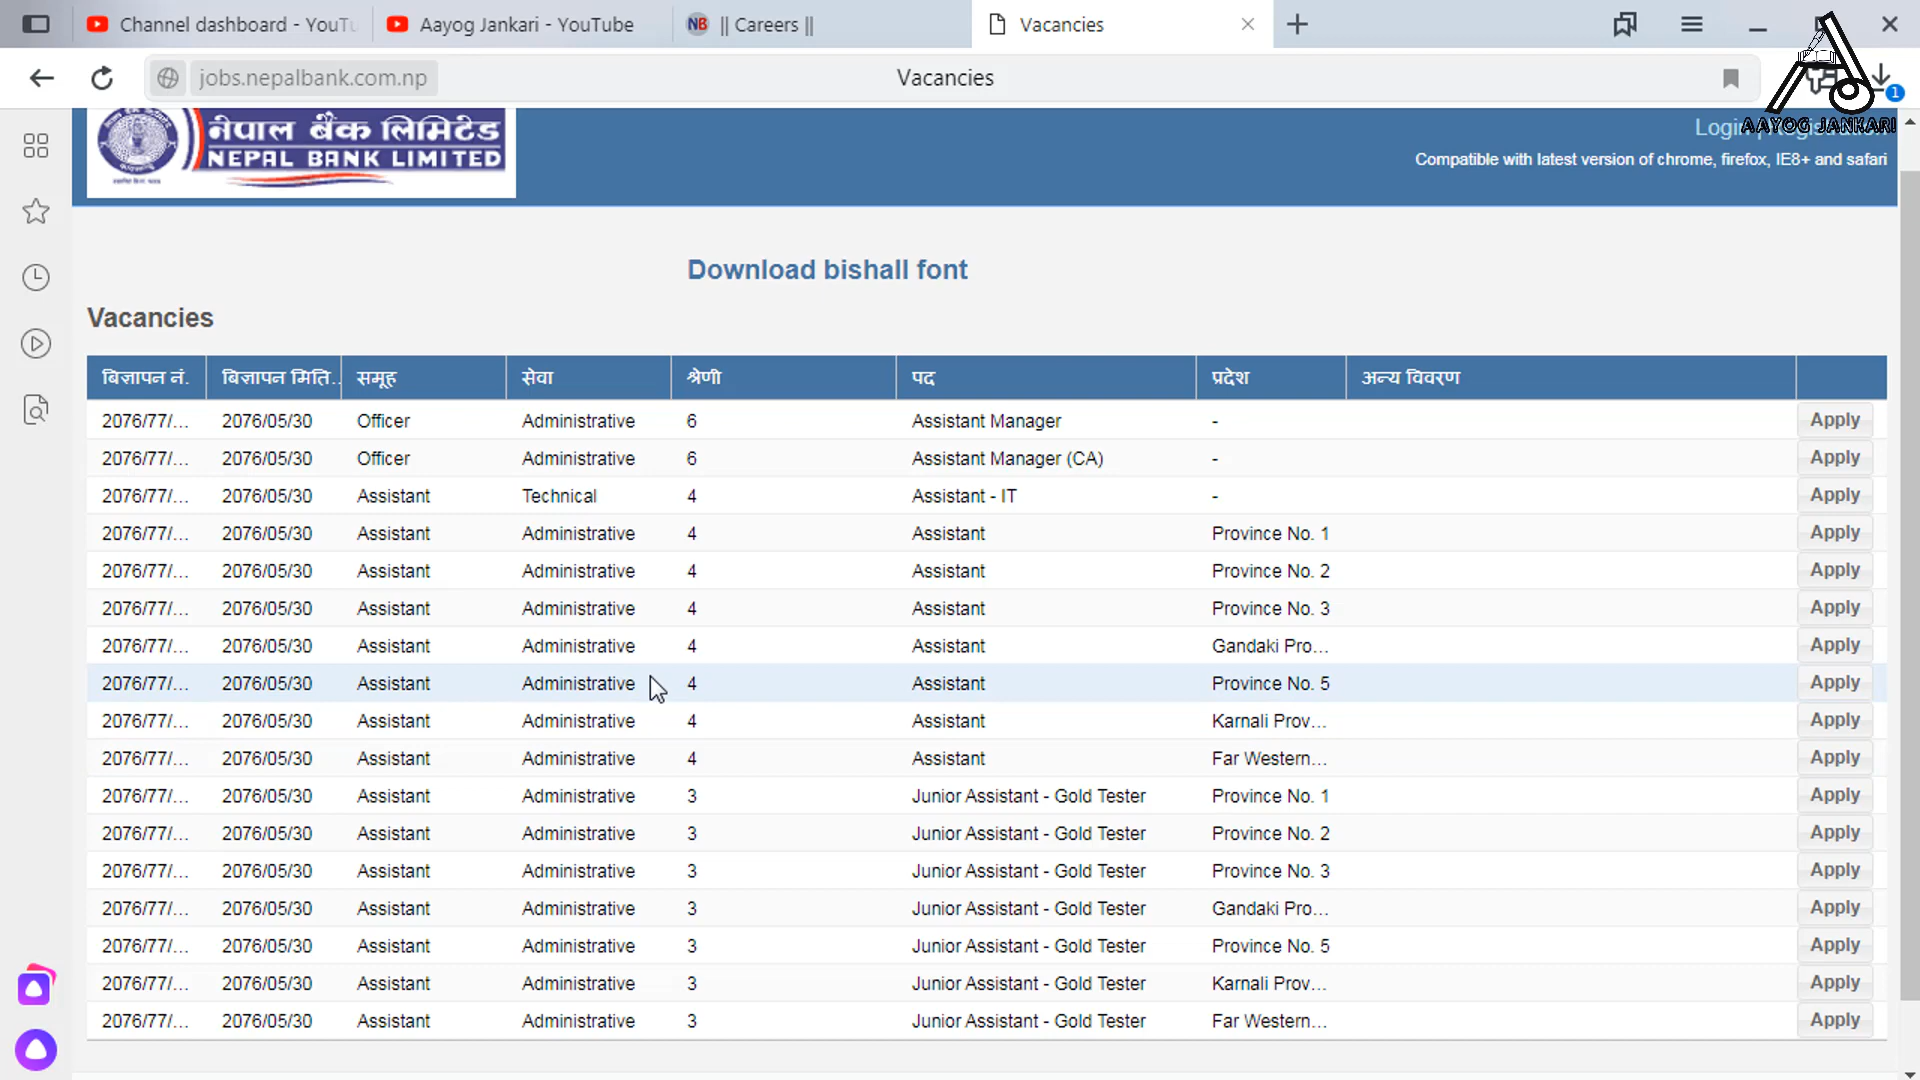 Channel dashboard - YouTu
Aayog Jankari - YouTube
NB || Careers ||
Vacancies
jobs.nepalbank.com.np
Vacancies
1
AAYOG JANKARI
नेपाल बैंक लिमिटेड
NEPAL BANK LIMITED
Compatible with latest version of chrome, firefox, IE8+ and safari
Download bishall font
Vacancies
बिज्ञापन नं. बिज्ञापन मिति.. समूह सेवा श्रेणी पद प्रदेश अन्य विवरण
2076/77/... 2076/05/30 Officer Administrative 6 Assistant Manager - Apply
2076/77/... 2076/05/30 Officer Administrative 6 Assistant Manager (CA) - Apply
2076/77/... 2076/05/30 Assistant Technical 4 Assistant - IT - Apply
2076/77/... 2076/05/30 Assistant Administrative 4 Assistant Province No. 1 Apply
2076/77/... 2076/05/30 Assistant Administrative 4 Assistant Province No. 2 Apply
2076/77/... 2076/05/30 Assistant Administrative 4 Assistant Province No. 3 Apply
2076/77/... 2076/05/30 Assistant Administrative 4 Assistant Gandaki Pro... Apply
2076/77/... 2076/05/30 Assistant Administrative 4 Assistant Province No. 5 Apply
2076/77/... 2076/05/30 Assistant Administrative 4 Assistant Karnali Prov... Apply
2076/77/... 2076/05/30 Assistant Administrative 4 Assistant Far Western... Apply
2076/77/... 2076/05/30 Assistant Administrative 3 Junior Assistant - Gold Tester Province No. 1 Apply
2076/77/... 2076/05/30 Assistant Administrative 3 Junior Assistant - Gold Tester Province No. 2 Apply
2076/77/... 2076/05/30 Assistant Administrative 3 Junior Assistant - Gold Tester Province No. 3 Apply
2076/77/... 2076/05/30 Assistant Administrative 3 Junior Assistant - Gold Tester Gandaki Pro... Apply
2076/77/... 2076/05/30 Assistant Administrative 3 Junior Assistant - Gold Tester Province No. 5 Apply
2076/77/... 2076/05/30 Assistant Administrative 3 Junior Assistant - Gold Tester Karnali Prov... Apply
2076/77/... 2076/05/30 Assistant Administrative 3 Junior Assistant - Gold Tester Far Western... Apply